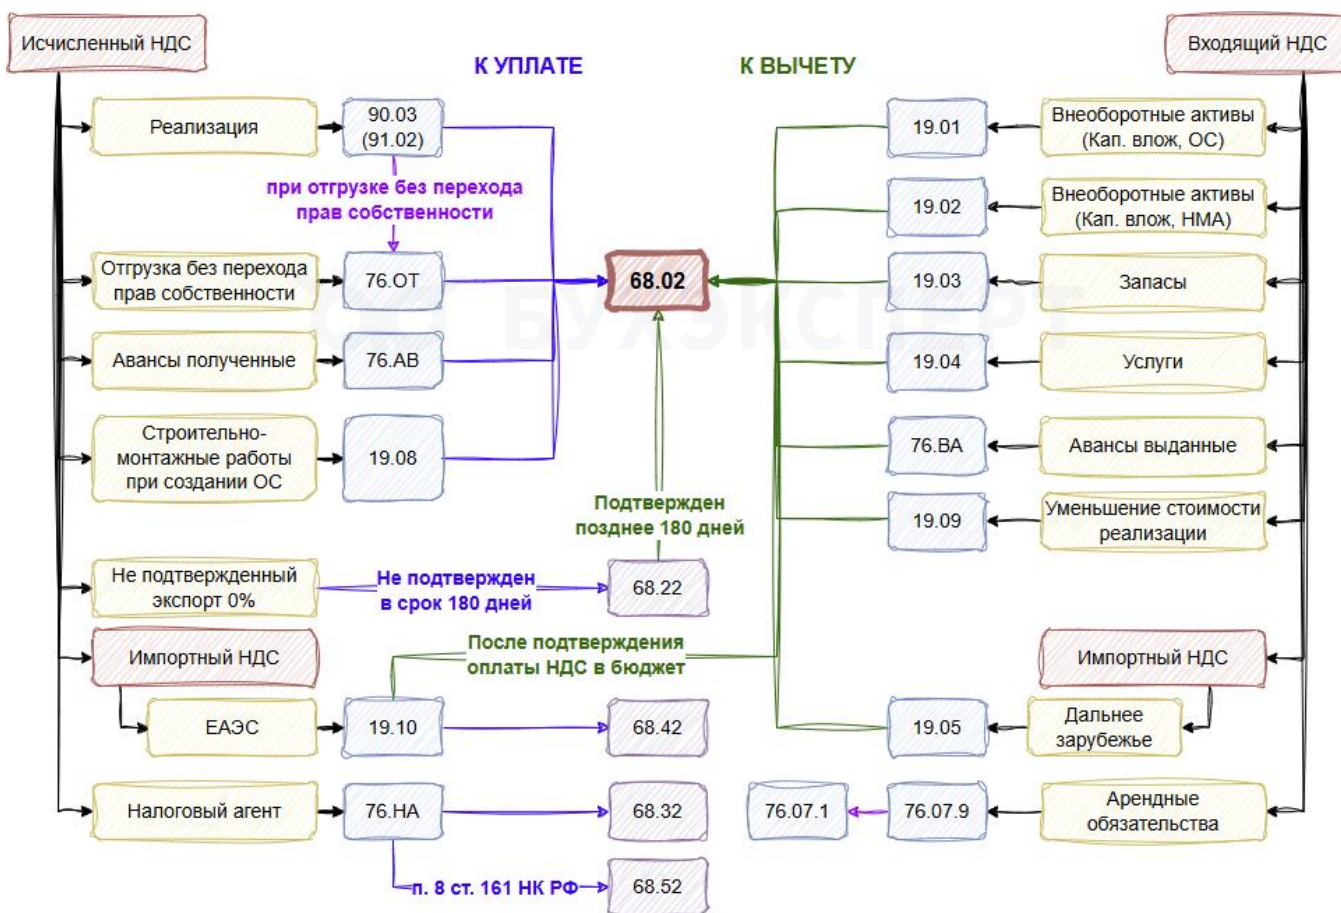 Исчисленный НДС
Входящий НДС
К УПЛАТЕ
К ВЫЧЕТУ
Реализация
90.03
(91.02)
19.01
Внеоборотные активы
(Кап. влож, ОС)
при отгрузке без перехода
прав собственности
19.02
Внеоборотные активы
(Кап. влож, НМА)
Отгрузка без перехода
прав собственности
76.ОТ
68.02
19.03
Запасы
БУХЭКСПЕРТ
Авансы полученные
76.АВ
19.04
Услуги
Строительно-
монтажные работы
при создании ОС
19.08
76.ВА
Авансы выданные
Подтвержден
позднее 180 дней
19.09
Уменьшение стоимости
реализации
Не подтвержденный
экспорт 0%
Не подтвержден
в срок 180 дней
68.22
Импортный НДС
После подтверждения
оплаты НДС в бюджет
Импортный НДС
ЕАЭС
19.10
68.42
19.05
Дальнее
зарубежье
Налоговый агент
76.НА
68.32
76.07.1
76.07.9
Арендные
обязательства
п. 8 ст. 161 НК РФ
68.52